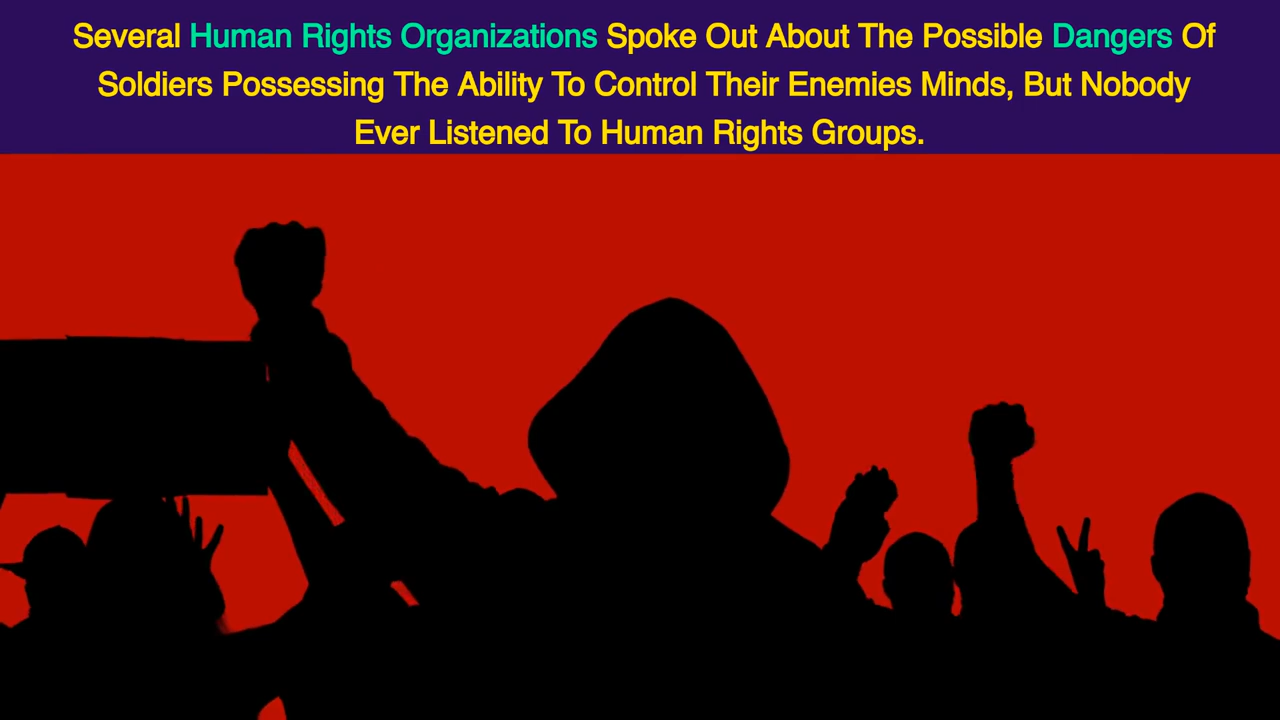 Several Human Rights Organizations Spoke Out About The Possible Dangers Of
Soldiers Possessing The Ability To Control Their Enemies Minds, But Nobody
Ever Listened To Human Rights Groups.